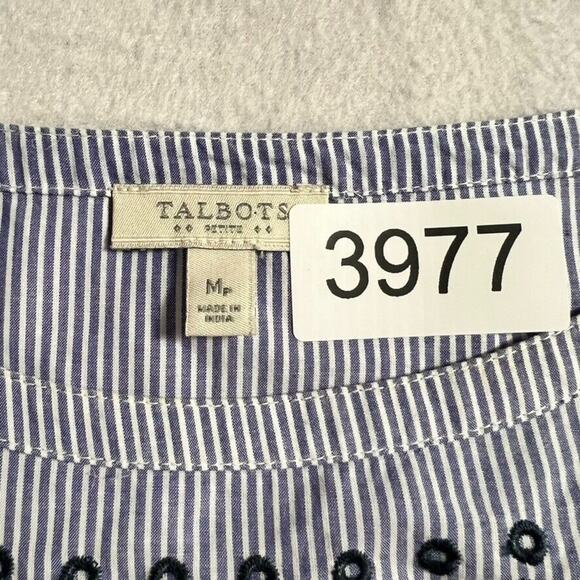 TALBOTS
PETITE
MP
MADE IN
INDIA
3977